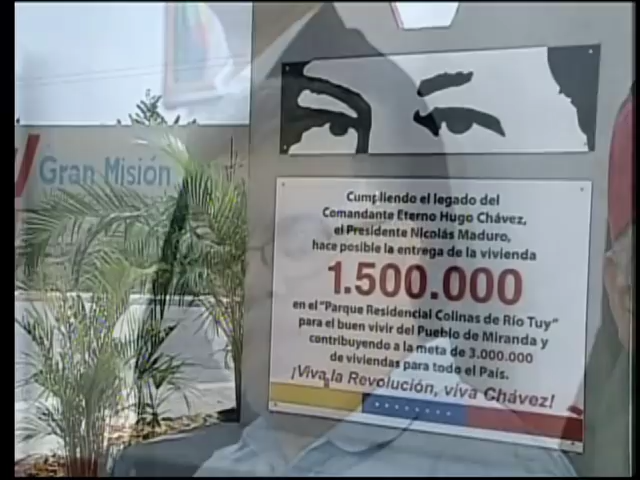 Gran Misión
Cumpliendo el legado del
Comandante Eterno Hugo Chávez,
el Presidente Nicolás Maduro,
hace posible la entrega de la vivienda
1.500.000
en el "Parque Residencial Colinas de Río Tuy"
para el buen vivir del Pueblo de Miranda y
contribuyendo a la meta de 3.000.000
de viviendas para todo el País.
¡Viva la Revolución, viva Chávez!